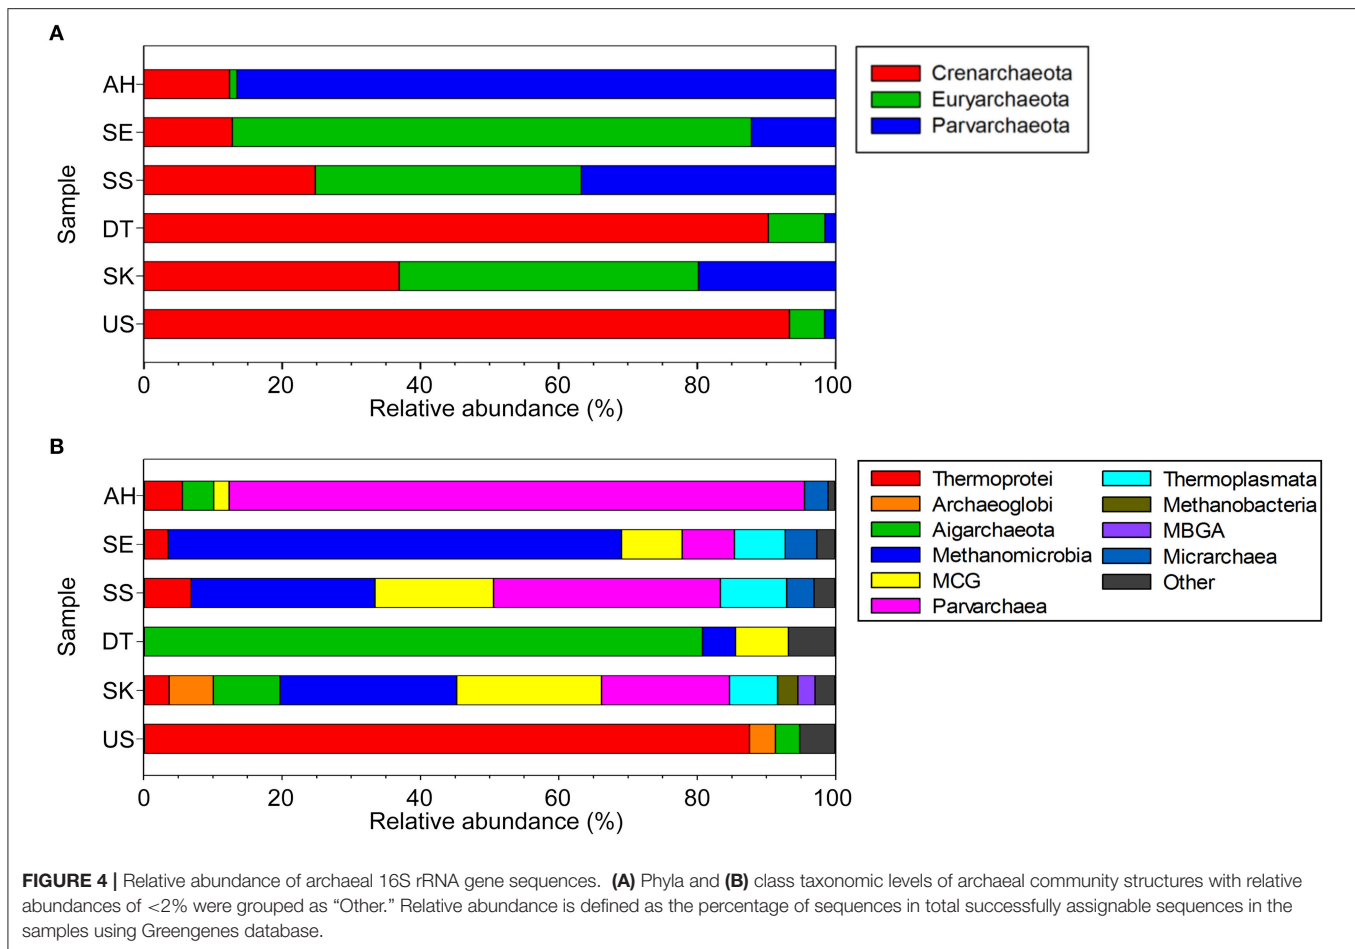 A
AH
SE
SS
DT
SK
US
Sample
0 20 40 60 80 100
Relative abundance (%)
Crenarchaeota
Euryarchaeota
Parvarchaeota
B
AH
SE
SS
DT
SK
US
Sample
0 20 40 60 80 100
Relative abundance (%)
Thermoprotei
Archaeoglobi
Aigarchaeota
Methanomicrobia
MCG
Parvarchaea
Thermoplasmata
Methanobacteria
MBGA
Micrarchaea
Other
FIGURE 4 | Relative abundance of archaeal 16S rRNA gene sequences. (A) Phyla and (B) class taxonomic levels of archaeal community structures with relative
abundances of <2% were grouped as “Other.” Relative abundance is defined as the percentage of sequences in total successfully assignable sequences in the
samples using Greengenes database.